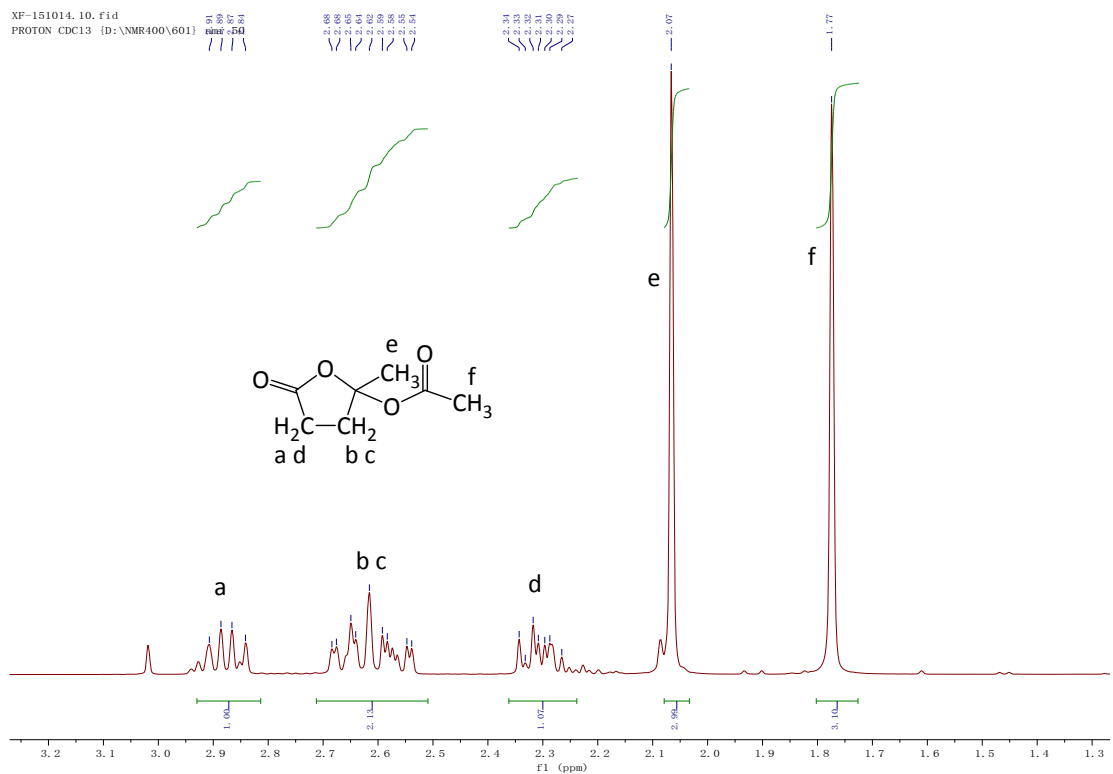 XF-151014.10.fid
PROTON CDCl3 {D:\NMR400\601}
2.91 2.89 2.87 2.84 2.68 2.68 2.65 2.64 2.62 2.59 2.58 2.55 2.54 2.34 2.33 2.32 2.31 2.30 2.29 2.27 2.07 1.77
f
e
e
O
O
O
CH3
f
O
CH3
H2C CH2
a d b c
b c
a
d
1.00 2.13 1.07 2.99 3.10
3.2 3.1 3.0 2.9 2.8 2.7 2.6 2.5 2.4 2.3 2.2 2.1 2.0 1.9 1.8 1.7 1.6 1.5 1.4 1.3
f1 (ppm)